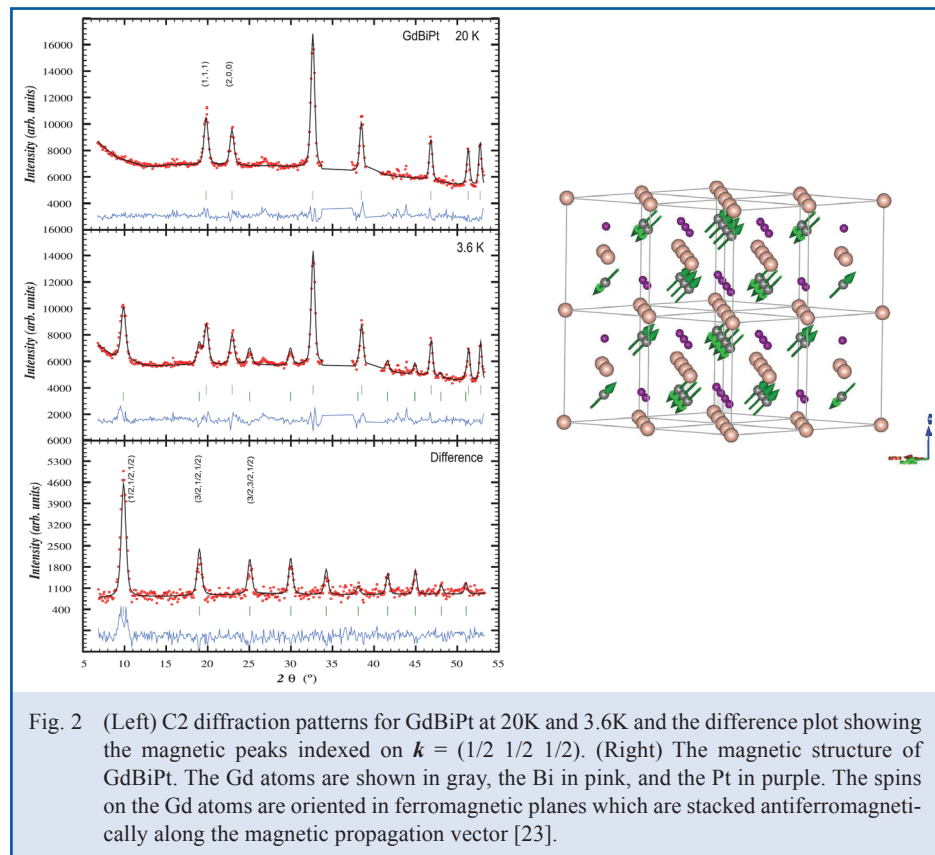 GdBiPt 20 K
(1,1,1)
(2,0,0)
Intensity (arb. units)
16000
14000
12000
10000
8000
6000
4000
16000
3.6 K
Intensity (arb. units)
14000
12000
10000
8000
6000
4000
2000
6000
Difference
(1/2,1/2,1/2)
(3/2,1/2,1/2)
(3/2,3/2,1/2)
Intensity (arb. units)
5300
4600
3900
3200
2500
1800
1100
400
5 10 15 20 25 30 35 40 45 50 55
2 θ (°)
Fig. 2 (Left) C2 diffraction patterns for GdBiPt at 20K and 3.6K and the difference plot showing
the magnetic peaks indexed on k = (1/2 1/2 1/2). (Right) The magnetic structure of
GdBiPt. The Gd atoms are shown in gray, the Bi in pink, and the Pt in purple. The spins
on the Gd atoms are oriented in ferromagnetic planes which are stacked antiferromagneti-
cally along the magnetic propagation vector [23].